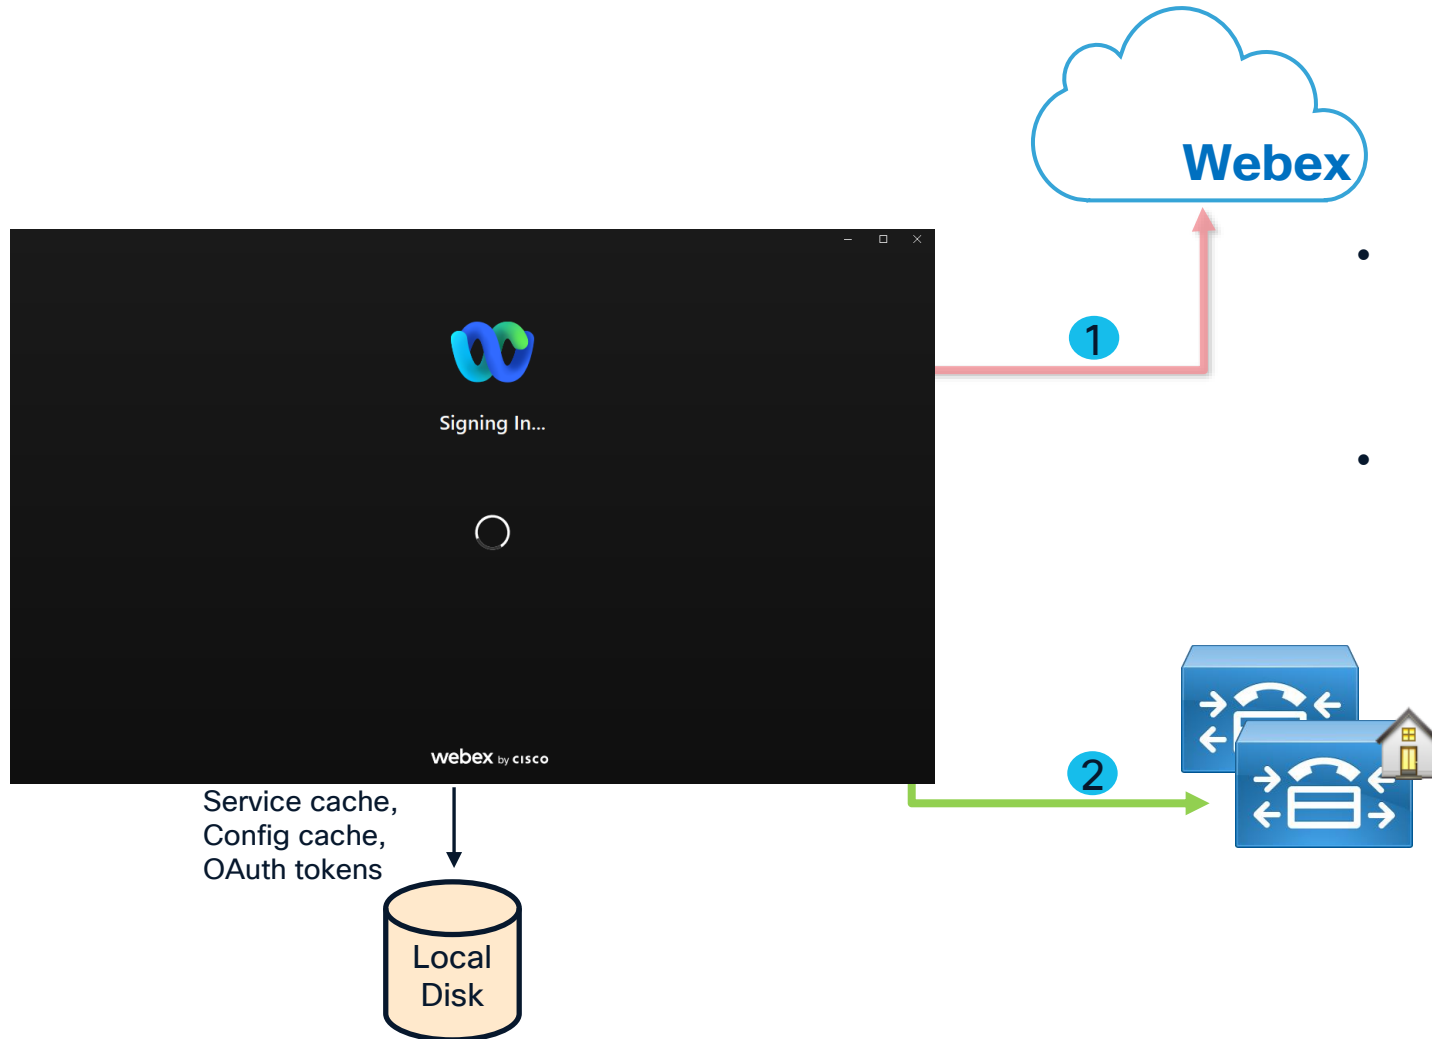 Webex
1
Signing In...
webex by CISCO
2
Service cache,
Config cache,
OAuth tokens
Local
Disk